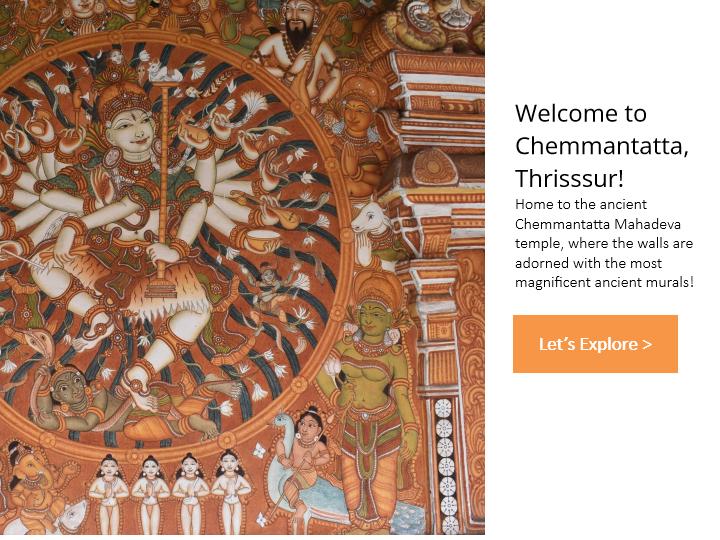 Welcome to
Chemmantatta,
Thrisssur!
Home to the ancient
Chemmantatta Mahadeva
temple, where the walls are
adorned with the most
magnificent ancient murals!
Let's Explore >